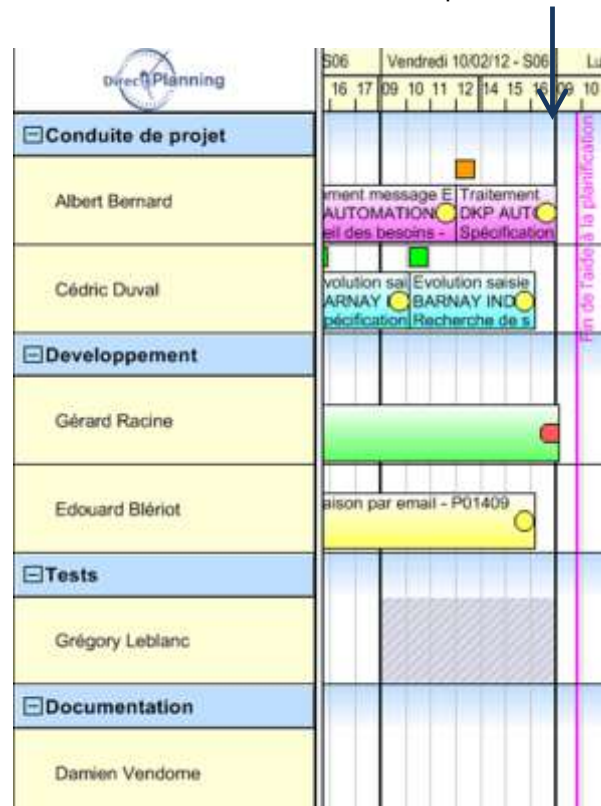 Direct Planning
S06 Vendredi 10/02/12 - S06 Lu
16 17 09 10 11 12 14 15 16 09 10
Conduite de projet
Albert Bernard
ment message E Traitement
AUTOMATION DKP AUT
eil des besoins - Spécification
Cédric Duval
volution sai Evolution saisie
ARNAY BARNAY IND
pécification Recherche de s
Developpement
Gérard Racine
Edouard Blériot
aison par email - P01409
Tests
Grégory Leblanc
Documentation
Damien Vendome
Fin de l'aide à la planification